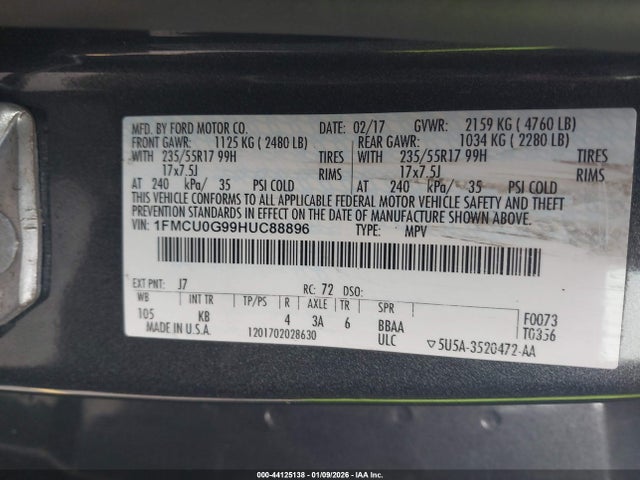 MFD. BY FORD MOTOR CO. DATE: 02/17 GVWR: 2159 KG ( 4760 LB)
FRONT GAWR: 1125 KG ( 2480 LB) REAR GAWR: 1034 KG ( 2280 LB)
WITH 235/55R17 99H TIRES WITH 235/55R17 99H TIRES
17x7.5J RIMS 17x7.5J RIMS
AT 240 kPa/ 35 PSI COLD AT 240 kPa/ 35 PSI COLD
THIS VEHICLE CONFORMS TO ALL APPLICABLE FEDERAL MOTOR VEHICLE SAFETY AND THEFT
PREVENTION STANDARDS IN EFFECT ON THE DATE OF MANUFACTURE SHOWN ABOVE.
VIN: 1FMCU0G99HUC88896 TYPE: MPV
EXT PNT: J7 RC: 72 DSO:
WB INT TR TP/PS R AXLE TR SPR F0073
105 KB 4 3A 6 BBAA T0356
MADE IN U.S.A. 1201702028630 ULC ▽5U5A-3520472-AA
000-44125138 - 01/09/2026 - IAAI Inc.